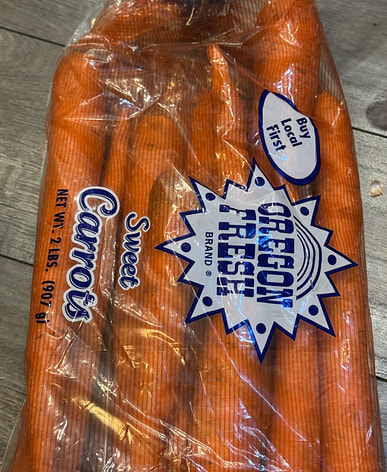 Buy
Local
First
OREGON
FRESH
BRAND ®
Sweet
Carrots
NET WT. 2 LBS. (907 g)